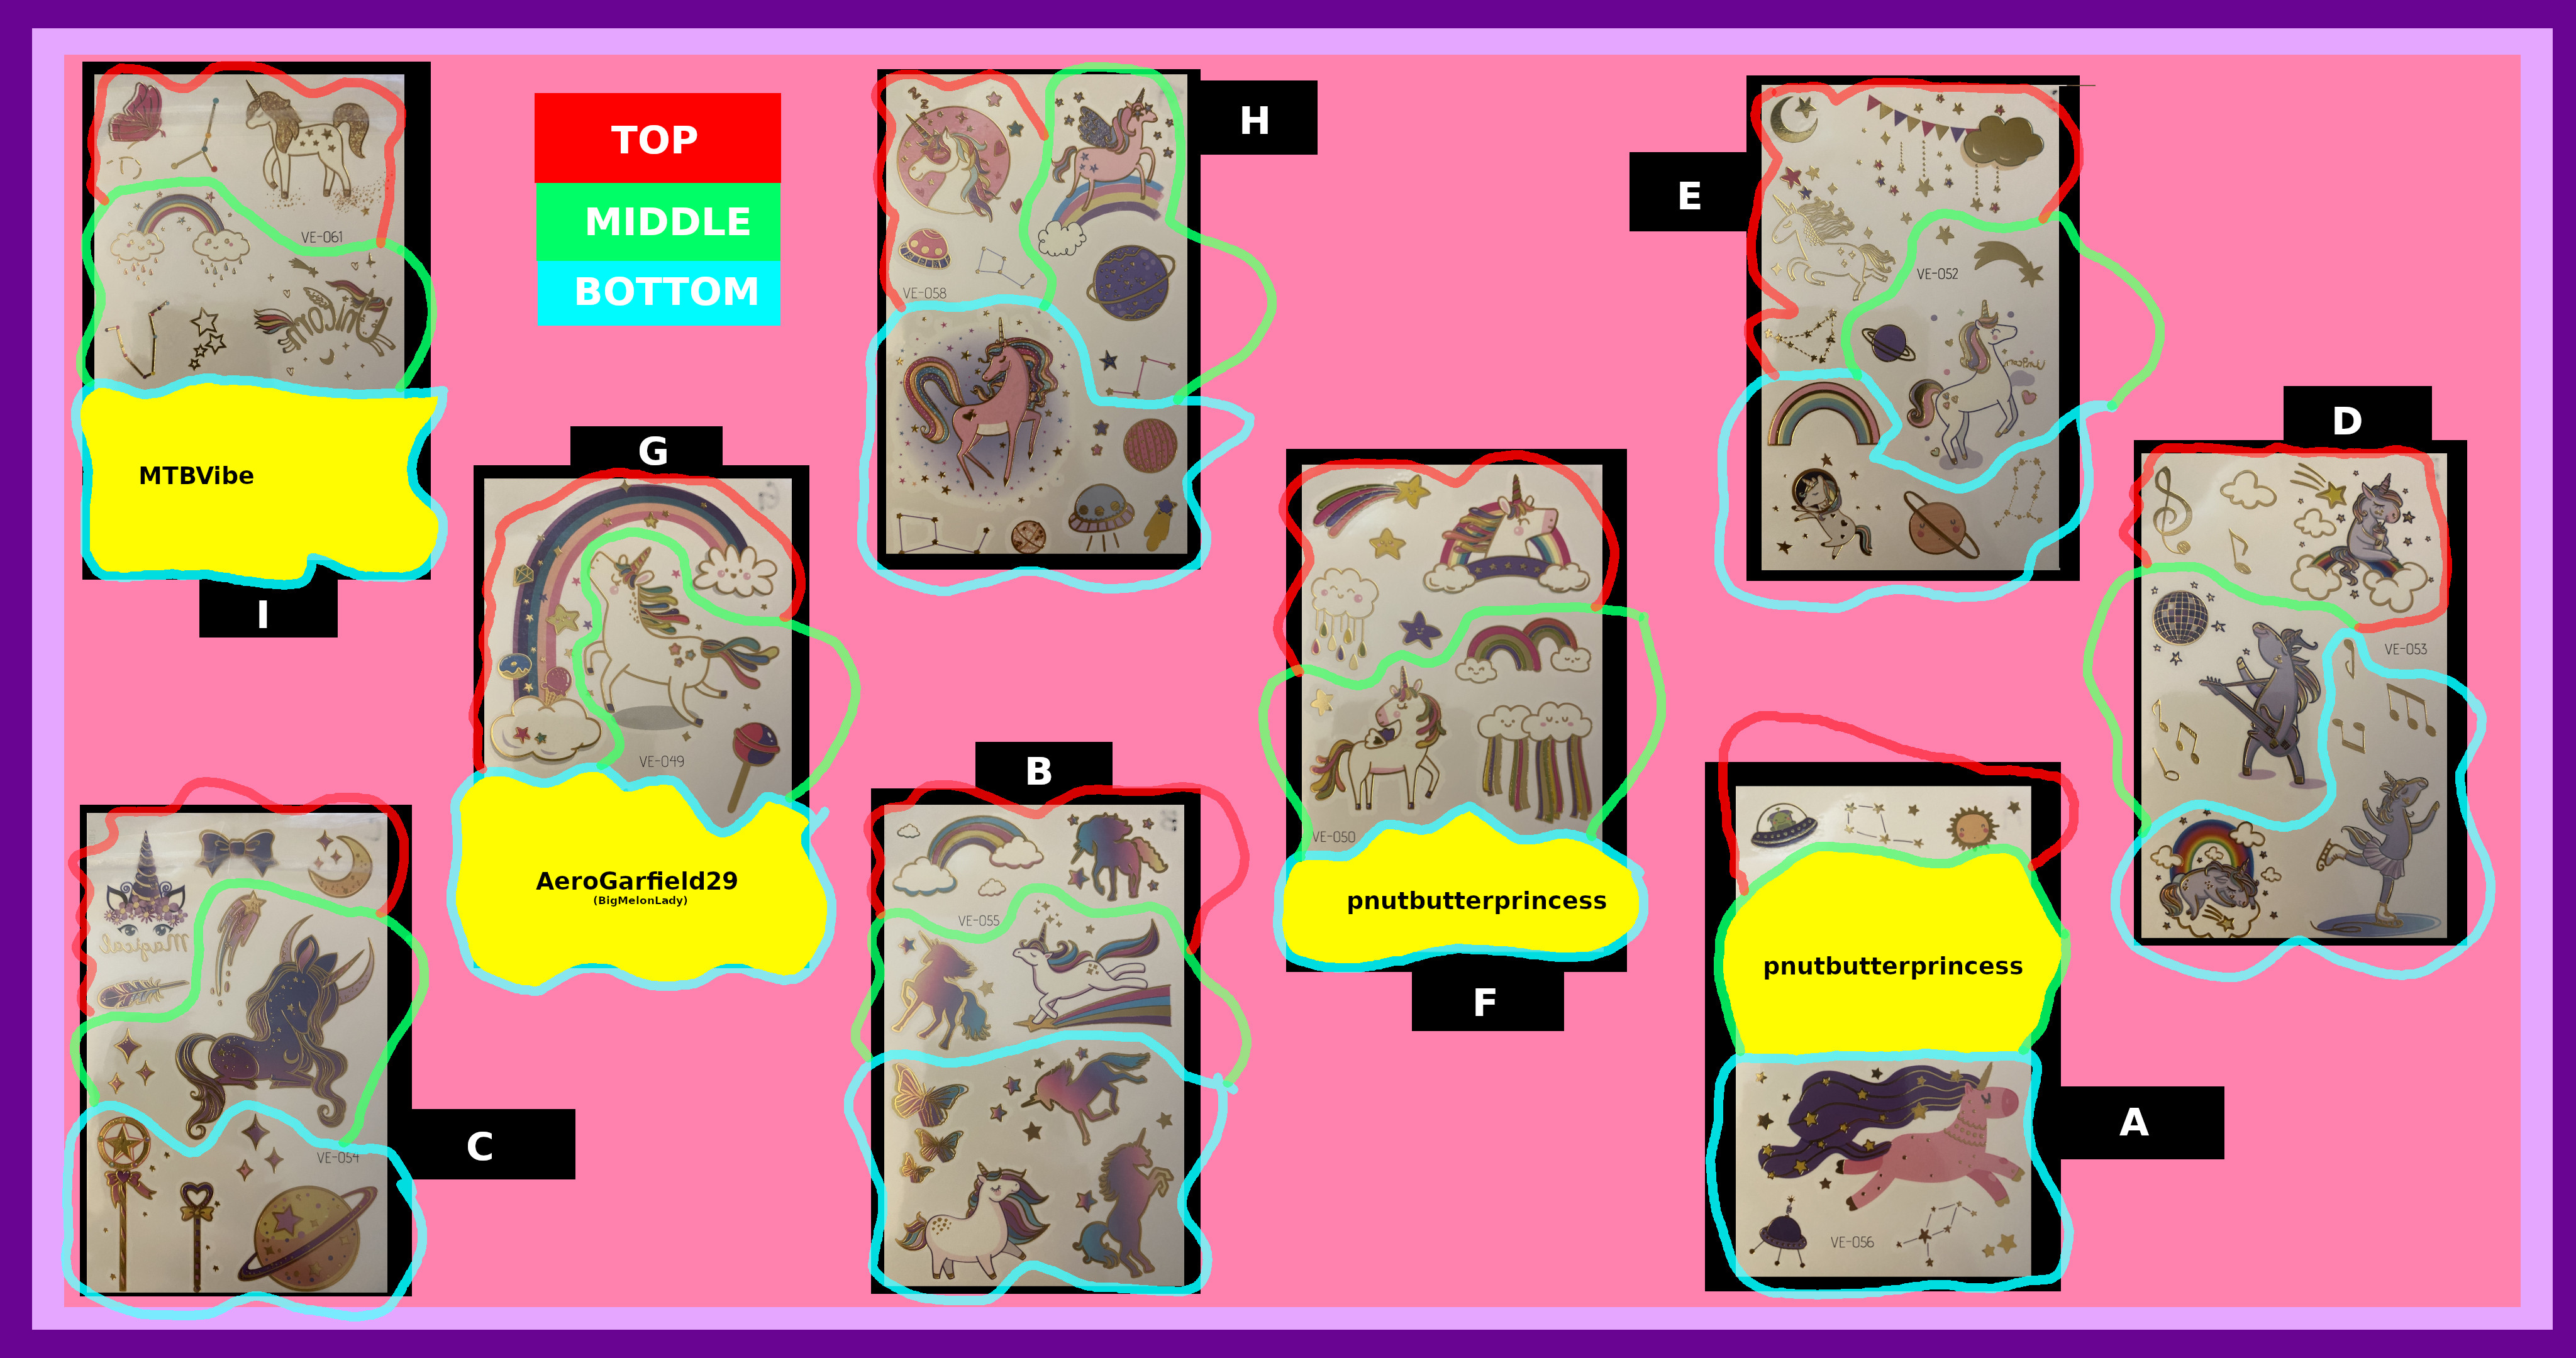 TOP
MIDDLE
BOTTOM
H
E
VE-061
VE-058
VE-052
Unicorn
MTBVibe
I
G
VE-049
AeroGarfield29
(BigMelonLady)
D
VE-053
VE-050
pnutbutterprincess
F
B
VE-055
Magical
VE-054
C
pnutbutterprincess
VE-056
A